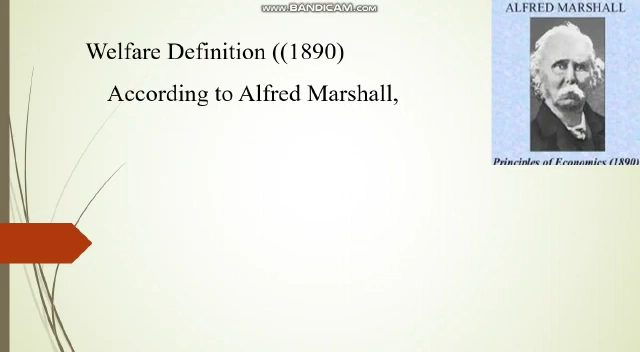 www.BANDICAM.com
ALFRED MARSHALL
Welfare Definition ((1890)
According to Alfred Marshall,
Principles of Economics (1890)